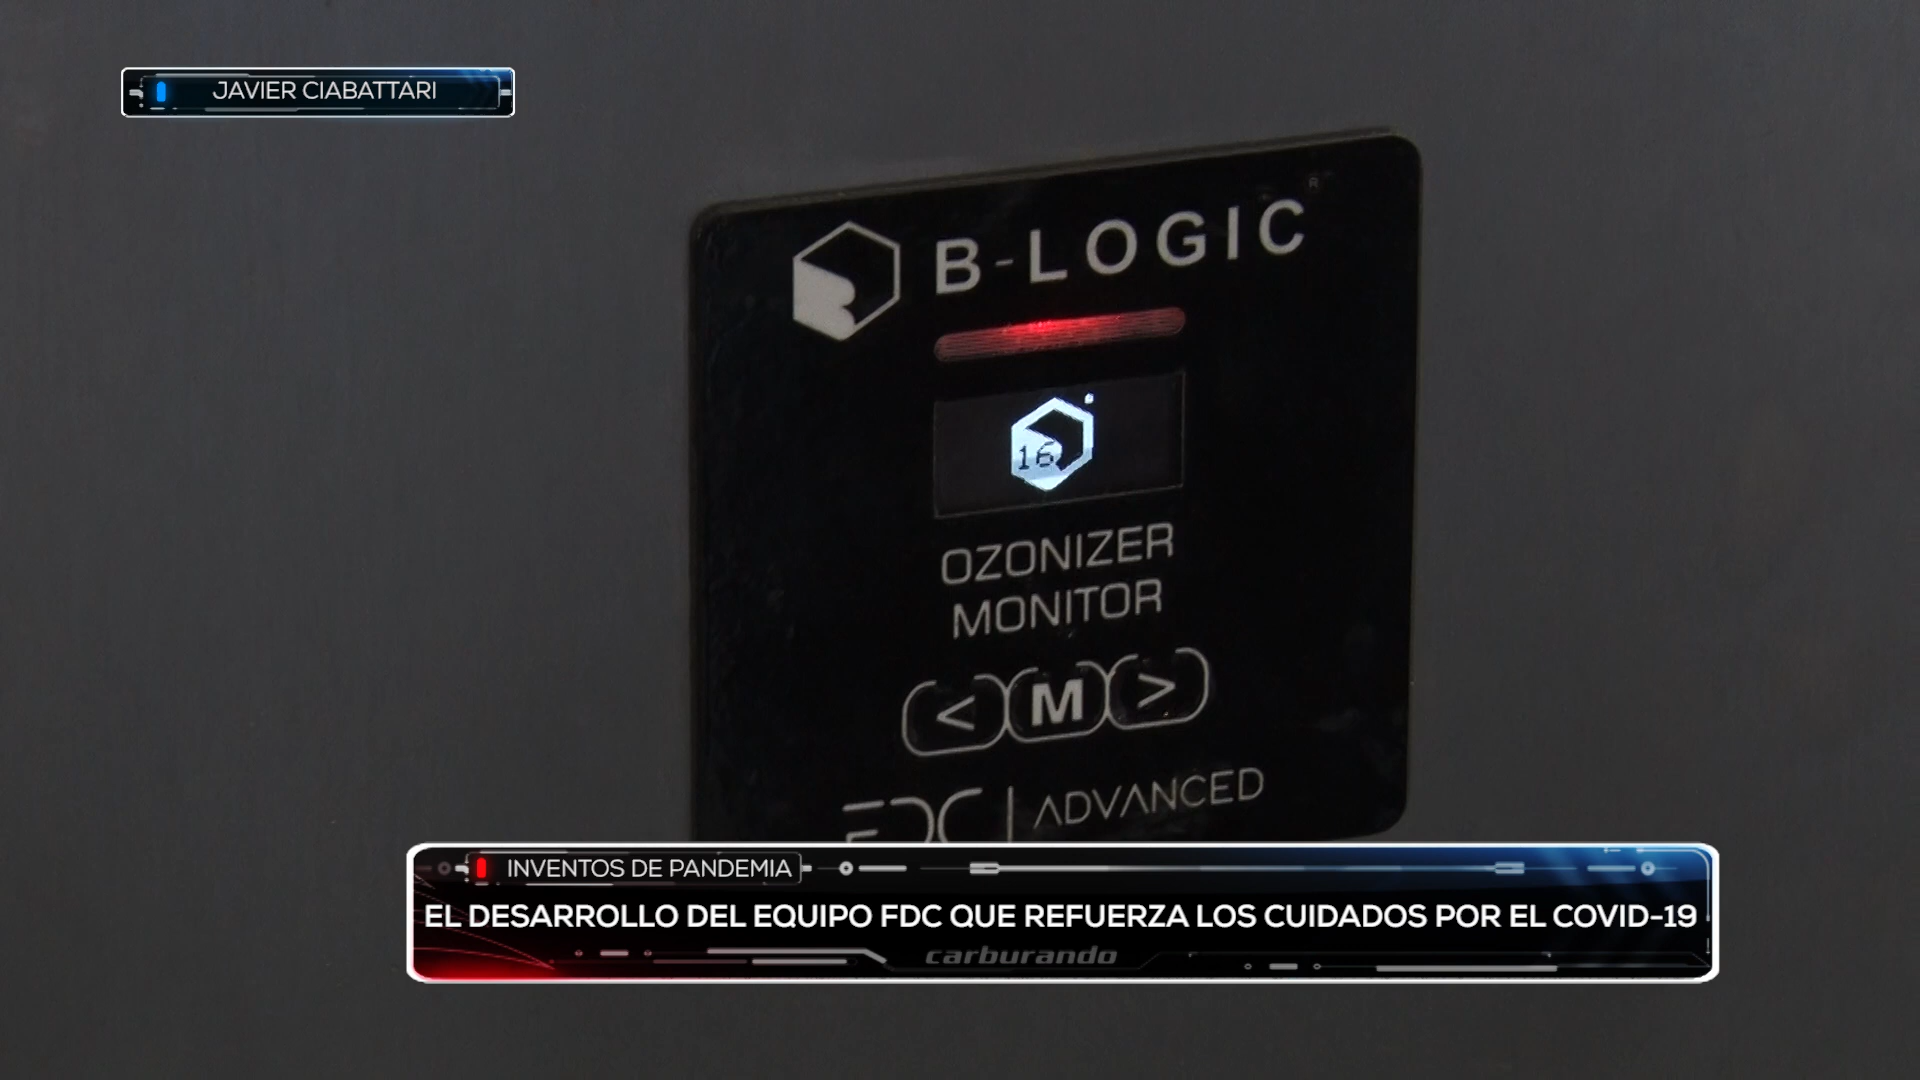 JAVIER CIABATTARI
B-LOGIC
®
16
OZONIZER
MONITOR
< M >
FDC | ADVANCED
INVENTOS DE PANDEMIA
EL DESARROLLO DEL EQUIPO FDC QUE REFUERZA LOS CUIDADOS POR EL COVID-19
carburando